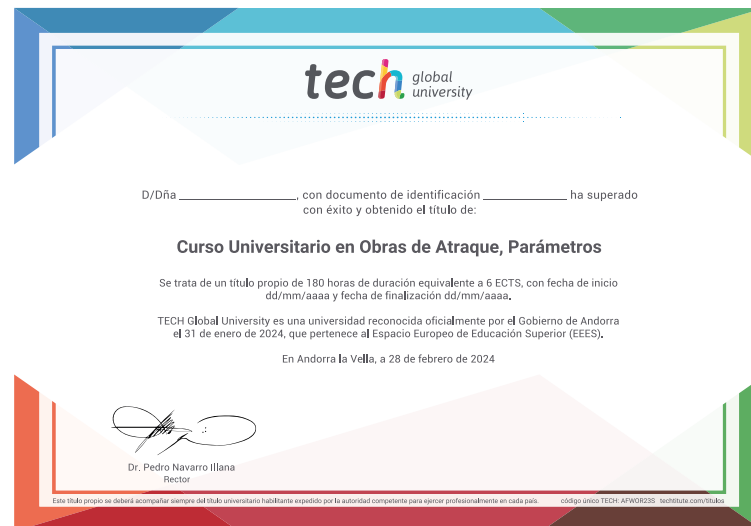 tech global university
D/Dña ____________________, con documento de identificación ______________ ha superado
con éxito y obtenido el título de:
Curso Universitario en Obras de Atraque, Parámetros
Se trata de un título propio de 180 horas de duración equivalente a 6 ECTS, con fecha de inicio
dd/mm/aaaa y fecha de finalización dd/mm/aaaa.
TECH Global University es una universidad reconocida oficialmente por el Gobierno de Andorra
el 31 de enero de 2024, que pertenece al Espacio Europeo de Educación Superior (EEES).
En Andorra la Vella, a 28 de febrero de 2024
Dr. Pedro Navarro Illana
Rector
Este título propio se deberá acompañar siempre del título universitario habilitante expedido por la autoridad competente para ejercer profesionalmente en cada país. código único TECH: AFWOR23S techtitute.com/titulos